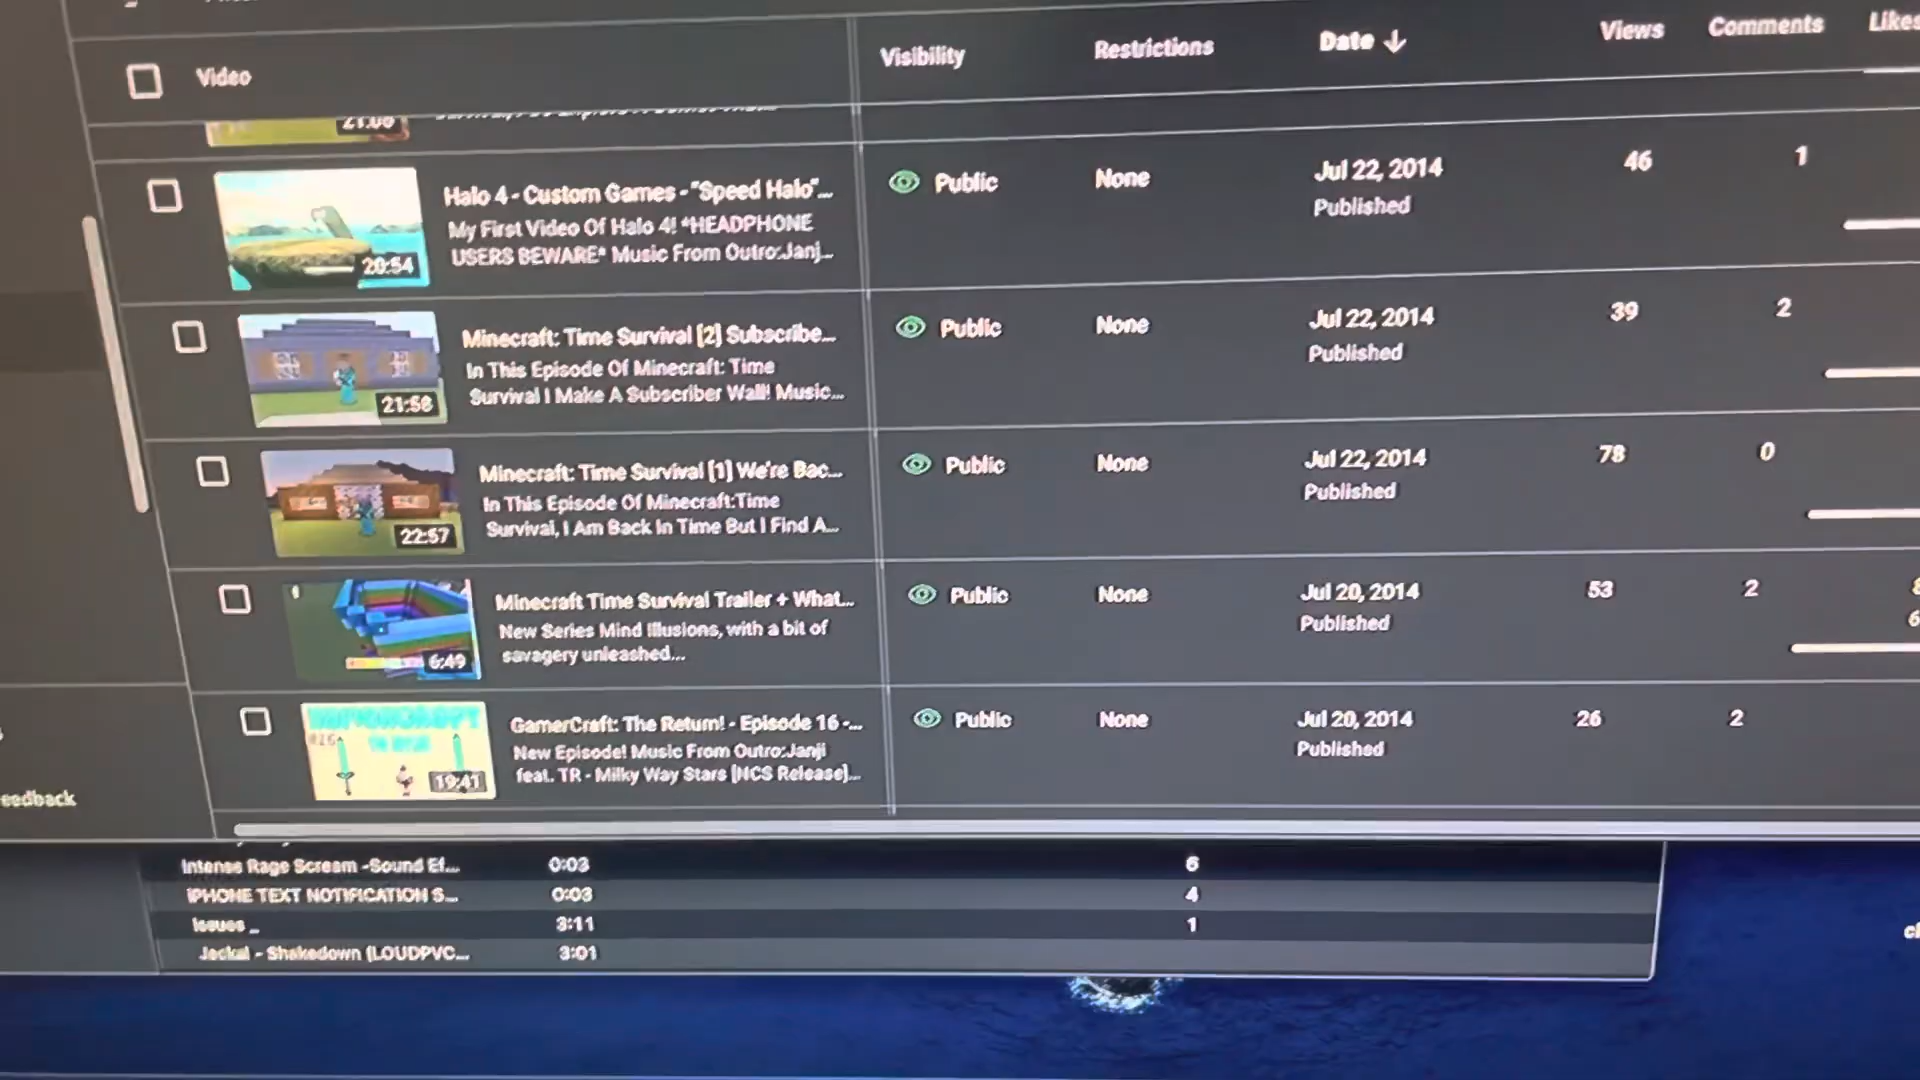 Video
Visibility
Restrictions
Date ↓
Views
Comments
Likes
21:06
Halo 4 - Custom Games - "Speed Halo"...
My First Video Of Halo 4! *HEADPHONE
USERS BEWARE* Music From Outro:Janj...
20:54
Public
None
Jul 22, 2014
Published
46
1
Minecraft: Time Survival [2] Subscribe...
In This Episode Of Minecraft: Time
Survival I Make A Subscriber Wall! Music...
21:58
Public
None
Jul 22, 2014
Published
39
2
Minecraft: Time Survival [1] We're Bac...
In This Episode Of Minecraft:Time
Survival, I Am Back In Time But I Find A...
22:57
Public
None
Jul 22, 2014
Published
78
0
Minecraft Time Survival Trailer + What...
New Series Mind Illusions, with a bit of
savagery unleashed...
6:49
Public
None
Jul 20, 2014
Published
53
2
GamerCraft: The Return! - Episode 16 -...
New Episode! Music From Outro:Janji
feat. TR - Milky Way Stars [NCS Release]...
#16
19:41
Public
None
Jul 20, 2014
Published
26
2
eedback
Intense Rage Scream -Sound Ef... 0:03 6
IPHONE TEXT NOTIFICATION S... 0:03 4
Issues _ 3:11 1
Jackal - Shakedown (LOUDPVC... 3:01